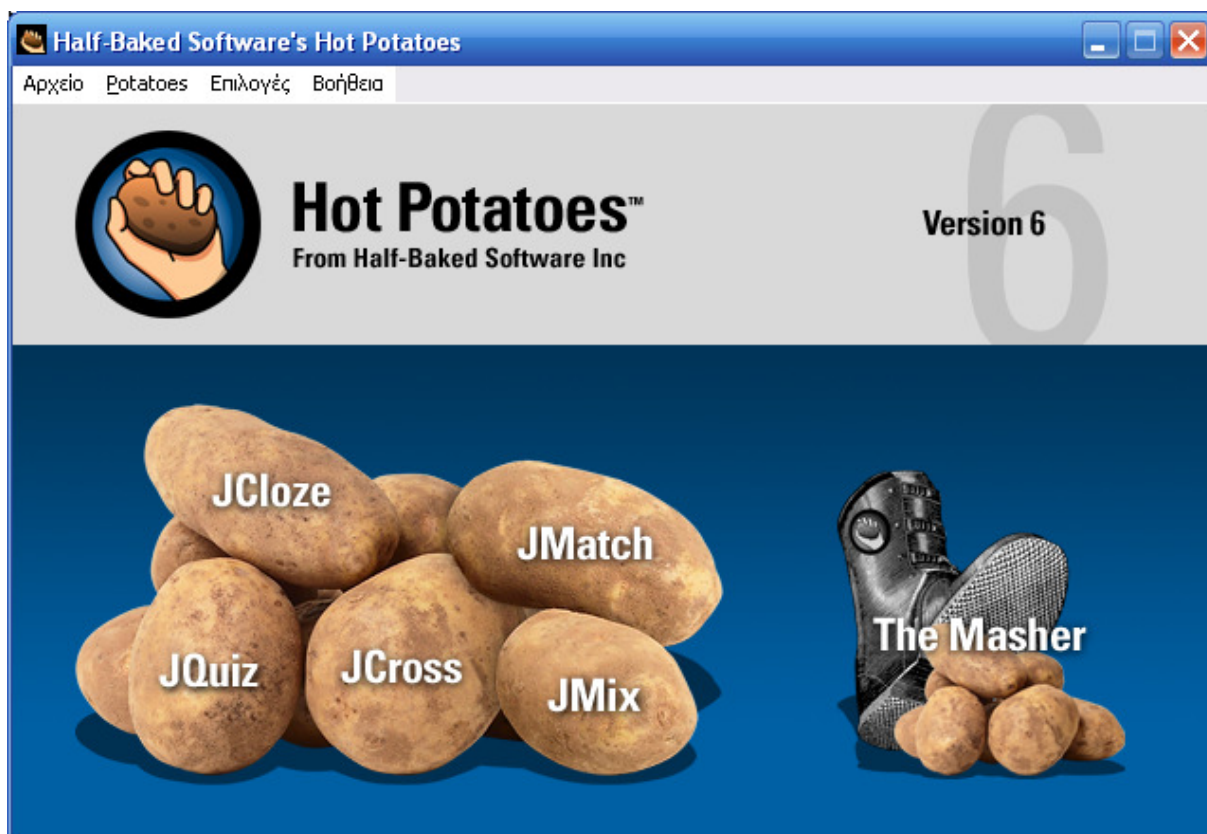 Half-Baked Software's Hot Potatoes
Αρχείο Potatoes Επιλογές Βοήθεια
Hot Potatoes™
From Half-Baked Software Inc
6
Version 6
JCloze
JMatch
JQuiz
JCross
JMix
The Masher